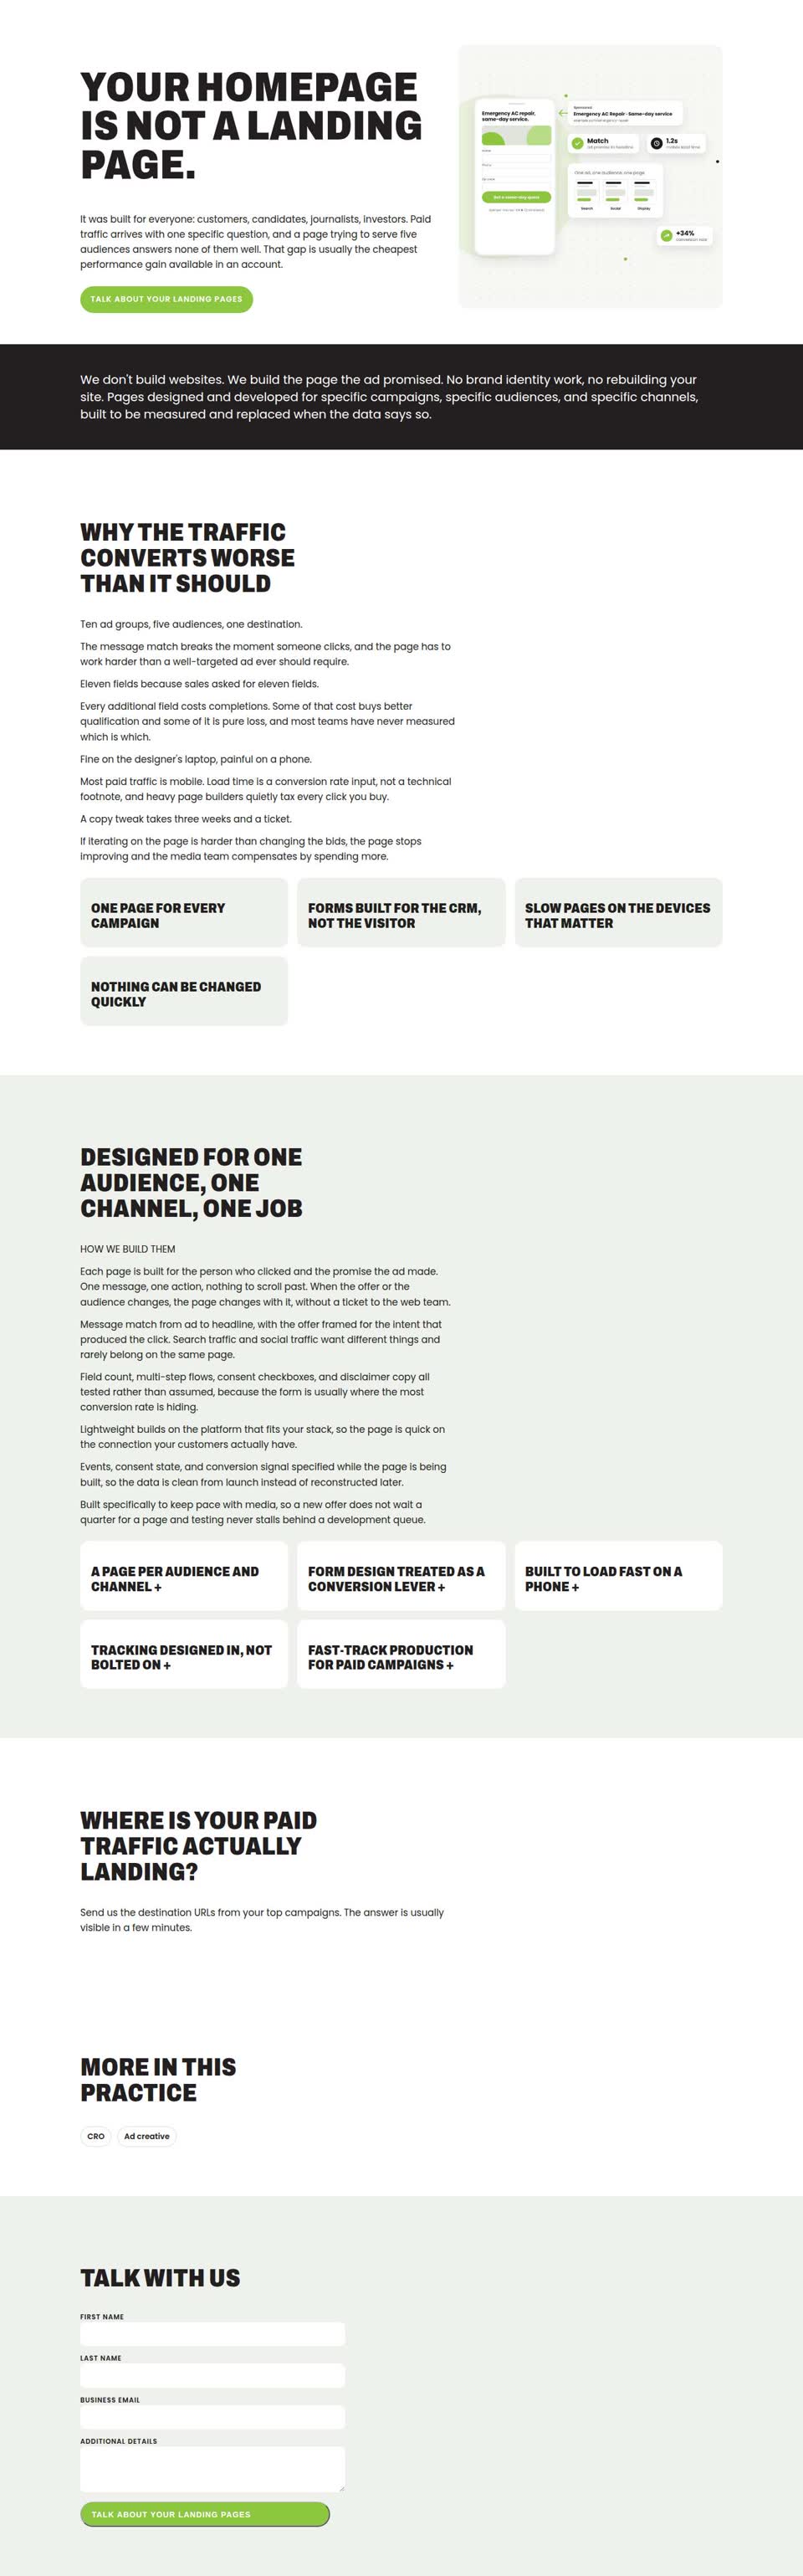 YOUR HOMEPAGE
IS NOT A LANDING
PAGE.
It was built for everyone: customers, candidates, journalists, investors. Paid
traffic arrives with one specific question, and a page trying to serve five
audiences answers none of them well. That gap is usually the cheapest
performance gain available in an account.
TALK ABOUT YOUR LANDING PAGES
Emergency AC repair,
same-day service.
Sponsored
Emergency AC Repair - Same-day service
Match
1.2s
One ad, one audience, one page
Search Social Display
+34%
conversion rate
We don't build websites. We build the page the ad promised. No brand identity work, no rebuilding your
site. Pages designed and developed for specific campaigns, specific audiences, and specific channels,
built to be measured and replaced when the data says so.
WHY THE TRAFFIC
CONVERTS WORSE
THAN IT SHOULD
Ten ad groups, five audiences, one destination.
The message match breaks the moment someone clicks, and the page has to
work harder than a well-targeted ad ever should require.
Eleven fields because sales asked for eleven fields.
Every additional field costs completions. Some of that cost buys better
qualification and some of it is pure loss, and most teams have never measured
which is which.
Fine on the designer's laptop, painful on a phone.
Most paid traffic is mobile. Load time is a conversion rate input, not a technical
footnote, and heavy page builders quietly tax every click you buy.
A copy tweak takes three weeks and a ticket.
If iterating on the page is harder than changing the bids, the page stops
improving and the media team compensates by spending more.
ONE PAGE FOR EVERY
CAMPAIGN
FORMS BUILT FOR THE CRM,
NOT THE VISITOR
SLOW PAGES ON THE DEVICES
THAT MATTER
NOTHING CAN BE CHANGED
QUICKLY
DESIGNED FOR ONE
AUDIENCE, ONE
CHANNEL, ONE JOB
HOW WE BUILD THEM
Each page is built for the person who clicked and the promise the ad made.
One message, one action, nothing to scroll past. When the offer or the
audience changes, the page changes with it, without a ticket to the web team.
Message match from ad to headline, with the offer framed for the intent that
produced the click. Search traffic and social traffic want different things and
rarely belong on the same page.
Field count, multi-step flows, consent checkboxes, and disclaimer copy all
tested rather than assumed, because the form is usually where the most
conversion rate is hiding.
Lightweight builds on the platform that fits your stack, so the page is quick on
the connection your customers actually have.
Events, consent state, and conversion signal specified while the page is being
built, so the data is clean from launch instead of reconstructed later.
Built specifically to keep pace with media, so a new offer does not wait a
quarter for a page and testing never stalls behind a development queue.
A PAGE PER AUDIENCE AND
CHANNEL +
FORM DESIGN TREATED AS A
CONVERSION LEVER +
BUILT TO LOAD FAST ON A
PHONE +
TRACKING DESIGNED IN, NOT
BOLTED ON +
FAST-TRACK PRODUCTION
FOR PAID CAMPAIGNS +
WHERE IS YOUR PAID
TRAFFIC ACTUALLY
LANDING?
Send us the destination URLs from your top campaigns. The answer is usually
visible in a few minutes.
MORE IN THIS
PRACTICE
CRO
Ad creative
TALK WITH US
FIRST NAME
LAST NAME
BUSINESS EMAIL
ADDITIONAL DETAILS
TALK ABOUT YOUR LANDING PAGES